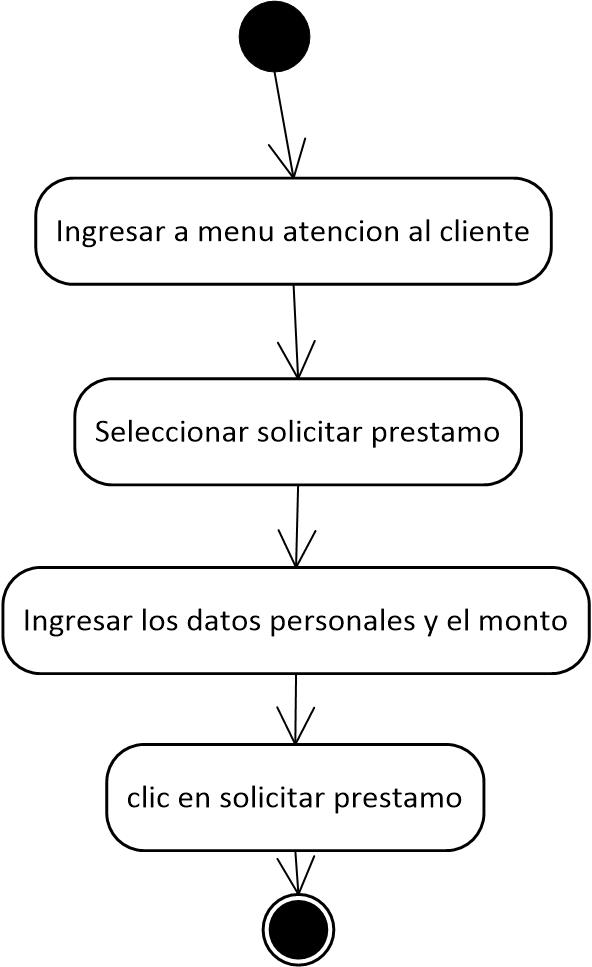 Ingresar a menu atencion al cliente
Seleccionar solicitar prestamo
Ingresar los datos personales y el monto
clic en solicitar prestamo